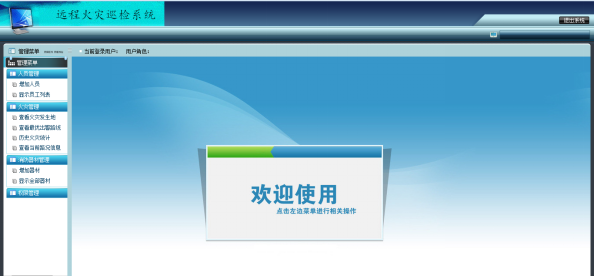 远程火灾巡检系统
退出系统
管理菜单
当前登录用户: 用户角色:
管理菜单
人员管理
增加人员
显示员工列表
火灾管理
查看火灾发生地
查看最优出警路线
历史火灾统计
查看当前路况信息
消防器材管理
增加器材
显示全部器材
权限管理
欢迎使用
点击左边菜单进行相关操作